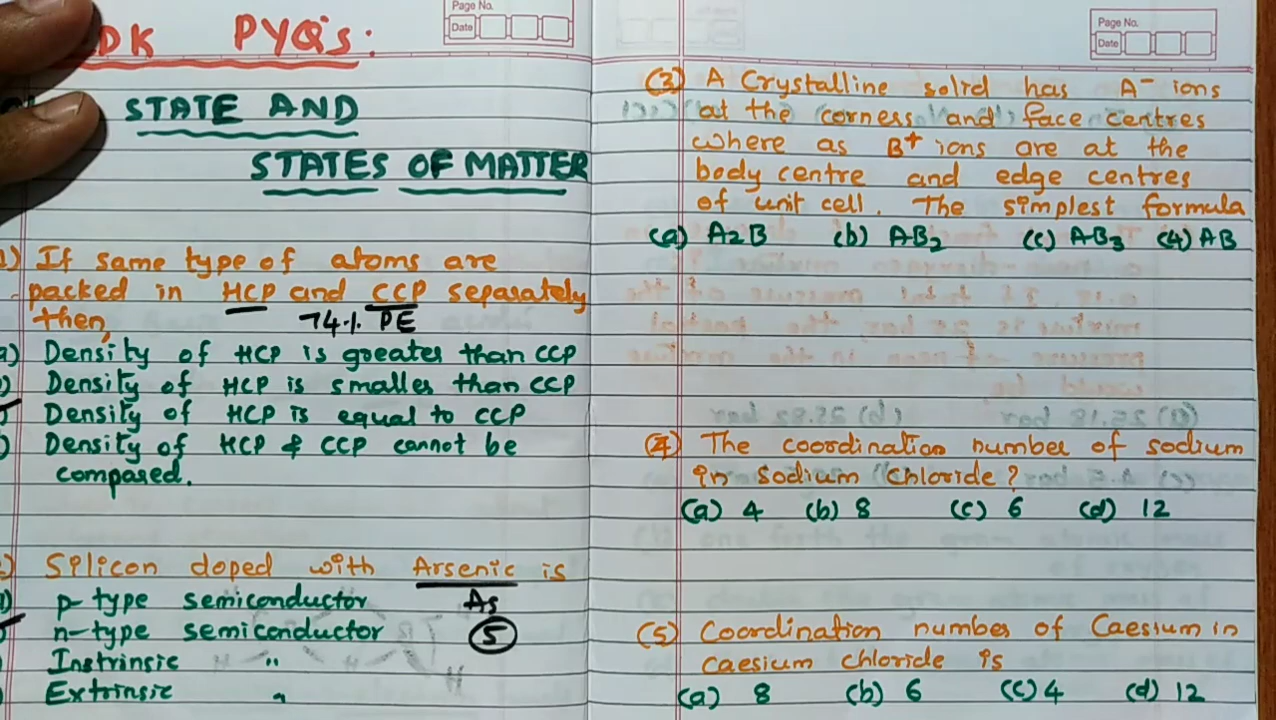 Page No.
Date
DK PYQ's:
STATE AND
STATES OF MATTER
1) If same type of atoms are
packed in HCP and CCP separately
then,
74% PE
a) Density of HCP is greater than CCP
) Density of HCP is smaller than CCP
Density of HCP is equal to CCP
) Density of HCP & CCP cannot be
compared.
) Silicon doped with Arsenic is
p-type semiconductor As
n-type semiconductor 5
Instrinsic "
Extrinsic "
Page No.
Date
(3) A Crystalline solid has A⁻ ions
at the corners and face centres
where as B⁺ ions are at the
body centre and edge centres
of unit cell. The simplest formula
(a) A₂B (b) AB₂ (c) AB₃ (4) AB
(4) The coordination number of sodium
in sodium chloride?
(a) 4 (b) 8 (c) 6 (d) 12
(5) Coordination number of Caesium in
caesium chloride is
(a) 8 (b) 6 (c) 4 (d) 12